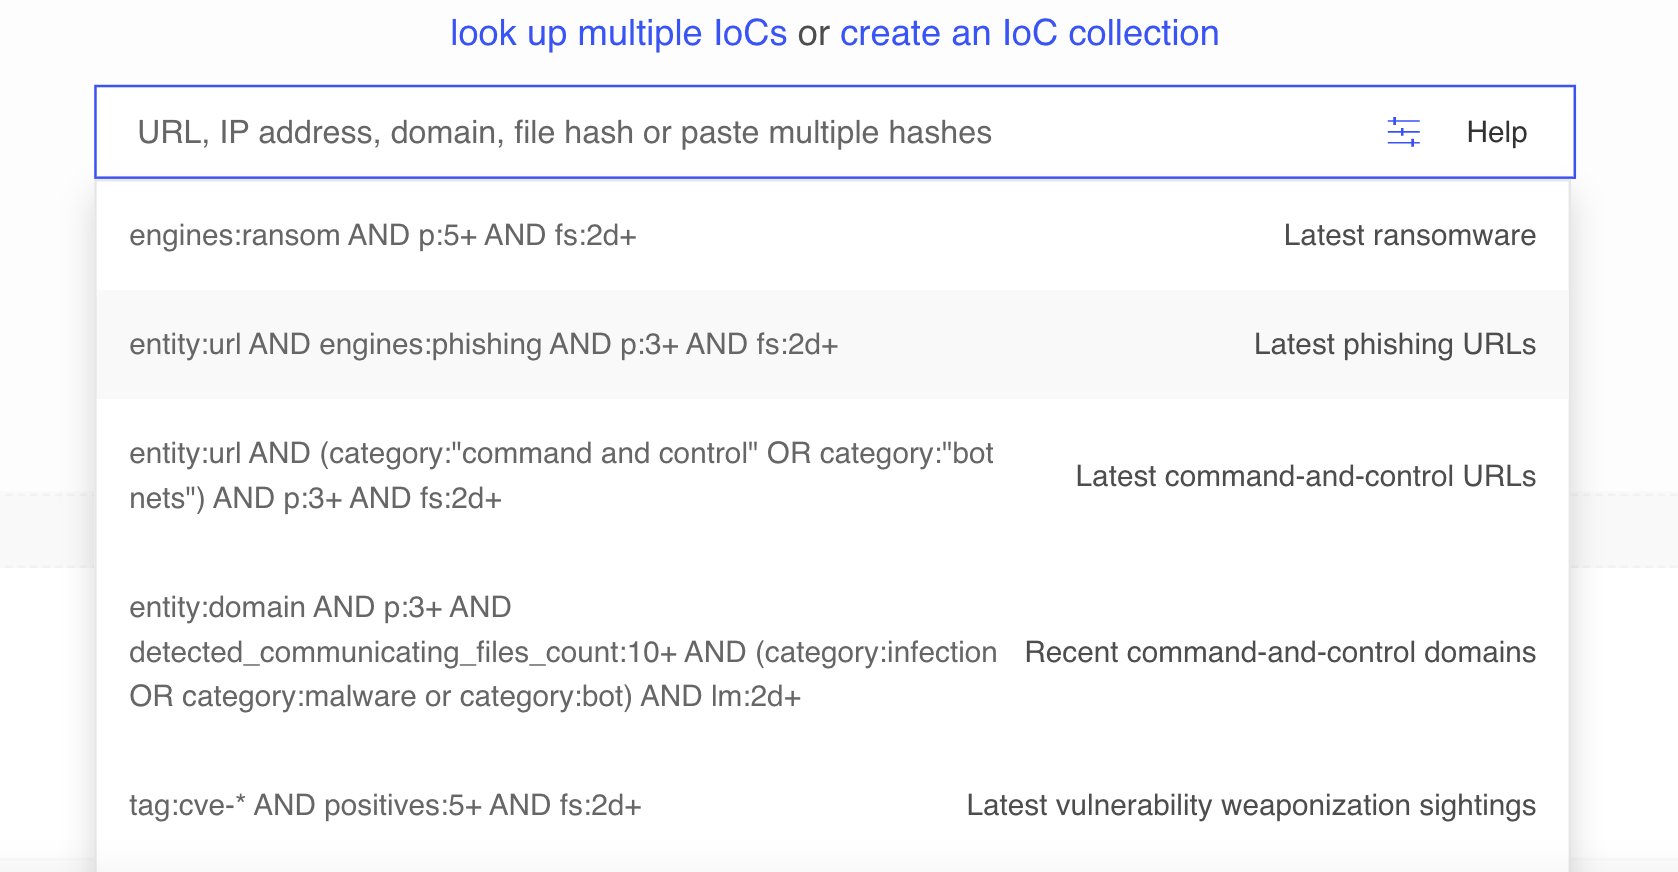 look up multiple IoCs or create an IoC collection
URL, IP address, domain, file hash or paste multiple hashes Help
engines:ransom AND p:5+ AND fs:2d+ Latest ransomware
entity:url AND engines:phishing AND p:3+ AND fs:2d+ Latest phishing URLs
entity:url AND (category:"command and control" OR category:"bot
nets") AND p:3+ AND fs:2d+
Latest command-and-control URLs
entity:domain AND p:3+ AND
detected_communicating_files_count:10+ AND (category:infection
OR category:malware or category:bot) AND lm:2d+
Recent command-and-control domains
tag:cve-* AND positives:5+ AND fs:2d+ Latest vulnerability weaponization sightings